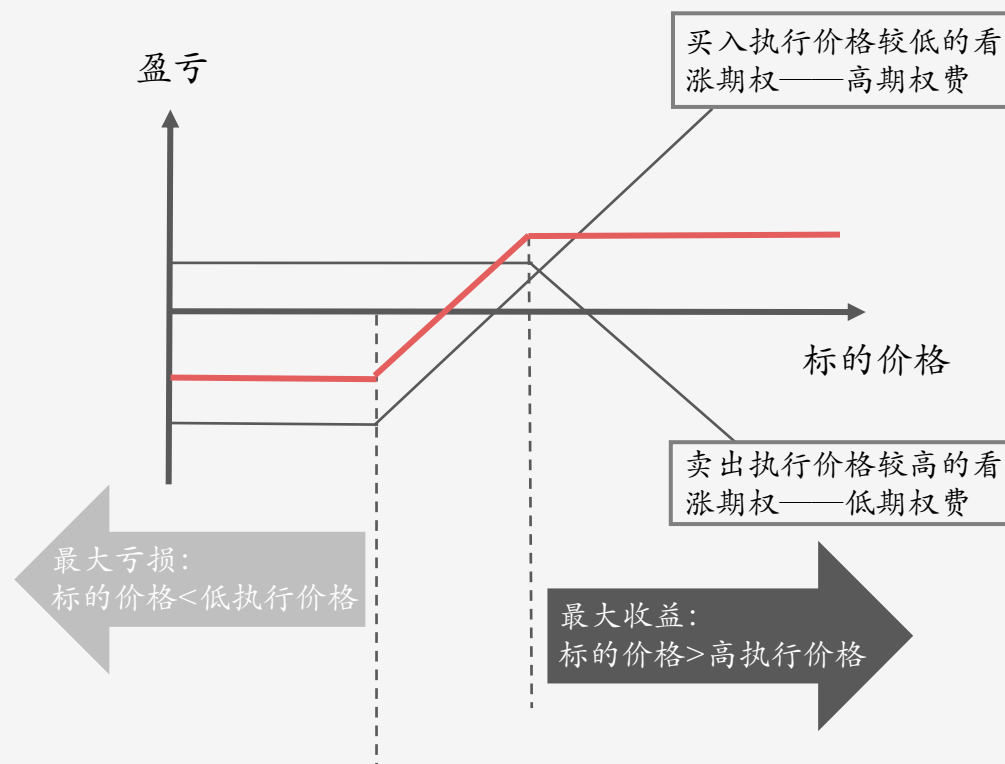 买入执行价格较低的看
涨期权——高期权费
盈亏
标的价格
卖出执行价格较高的看
涨期权——低期权费
最大亏损:
标的价格<低执行价格
最大收益:
标的价格>高执行价格